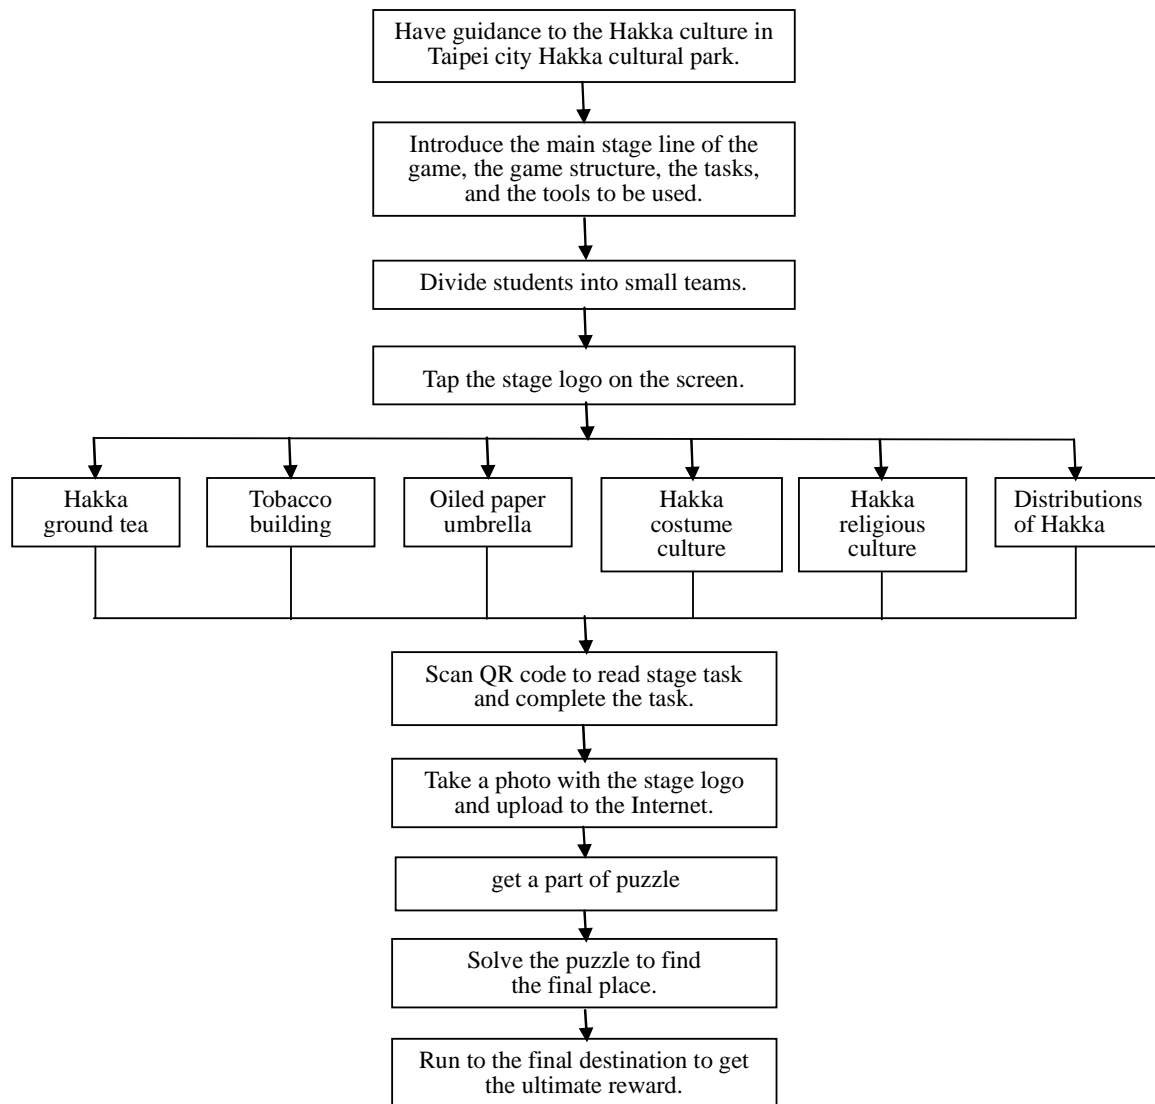 Have guidance to the Hakka culture in
Taipei city Hakka cultural park.
Introduce the main stage line of the
game, the game structure, the tasks,
and the tools to be used.
Divide students into small teams.
Tap the stage logo on the screen.
Hakka
ground tea
Tobacco
building
Oiled paper
umbrella
Hakka
costume
culture
Hakka
religious
culture
Distributions
of Hakka
Scan QR code to read stage task
and complete the task.
Take a photo with the stage logo
and upload to the Internet.
get a part of puzzle
Solve the puzzle to find
the final place.
Run to the final destination to get
the ultimate reward.